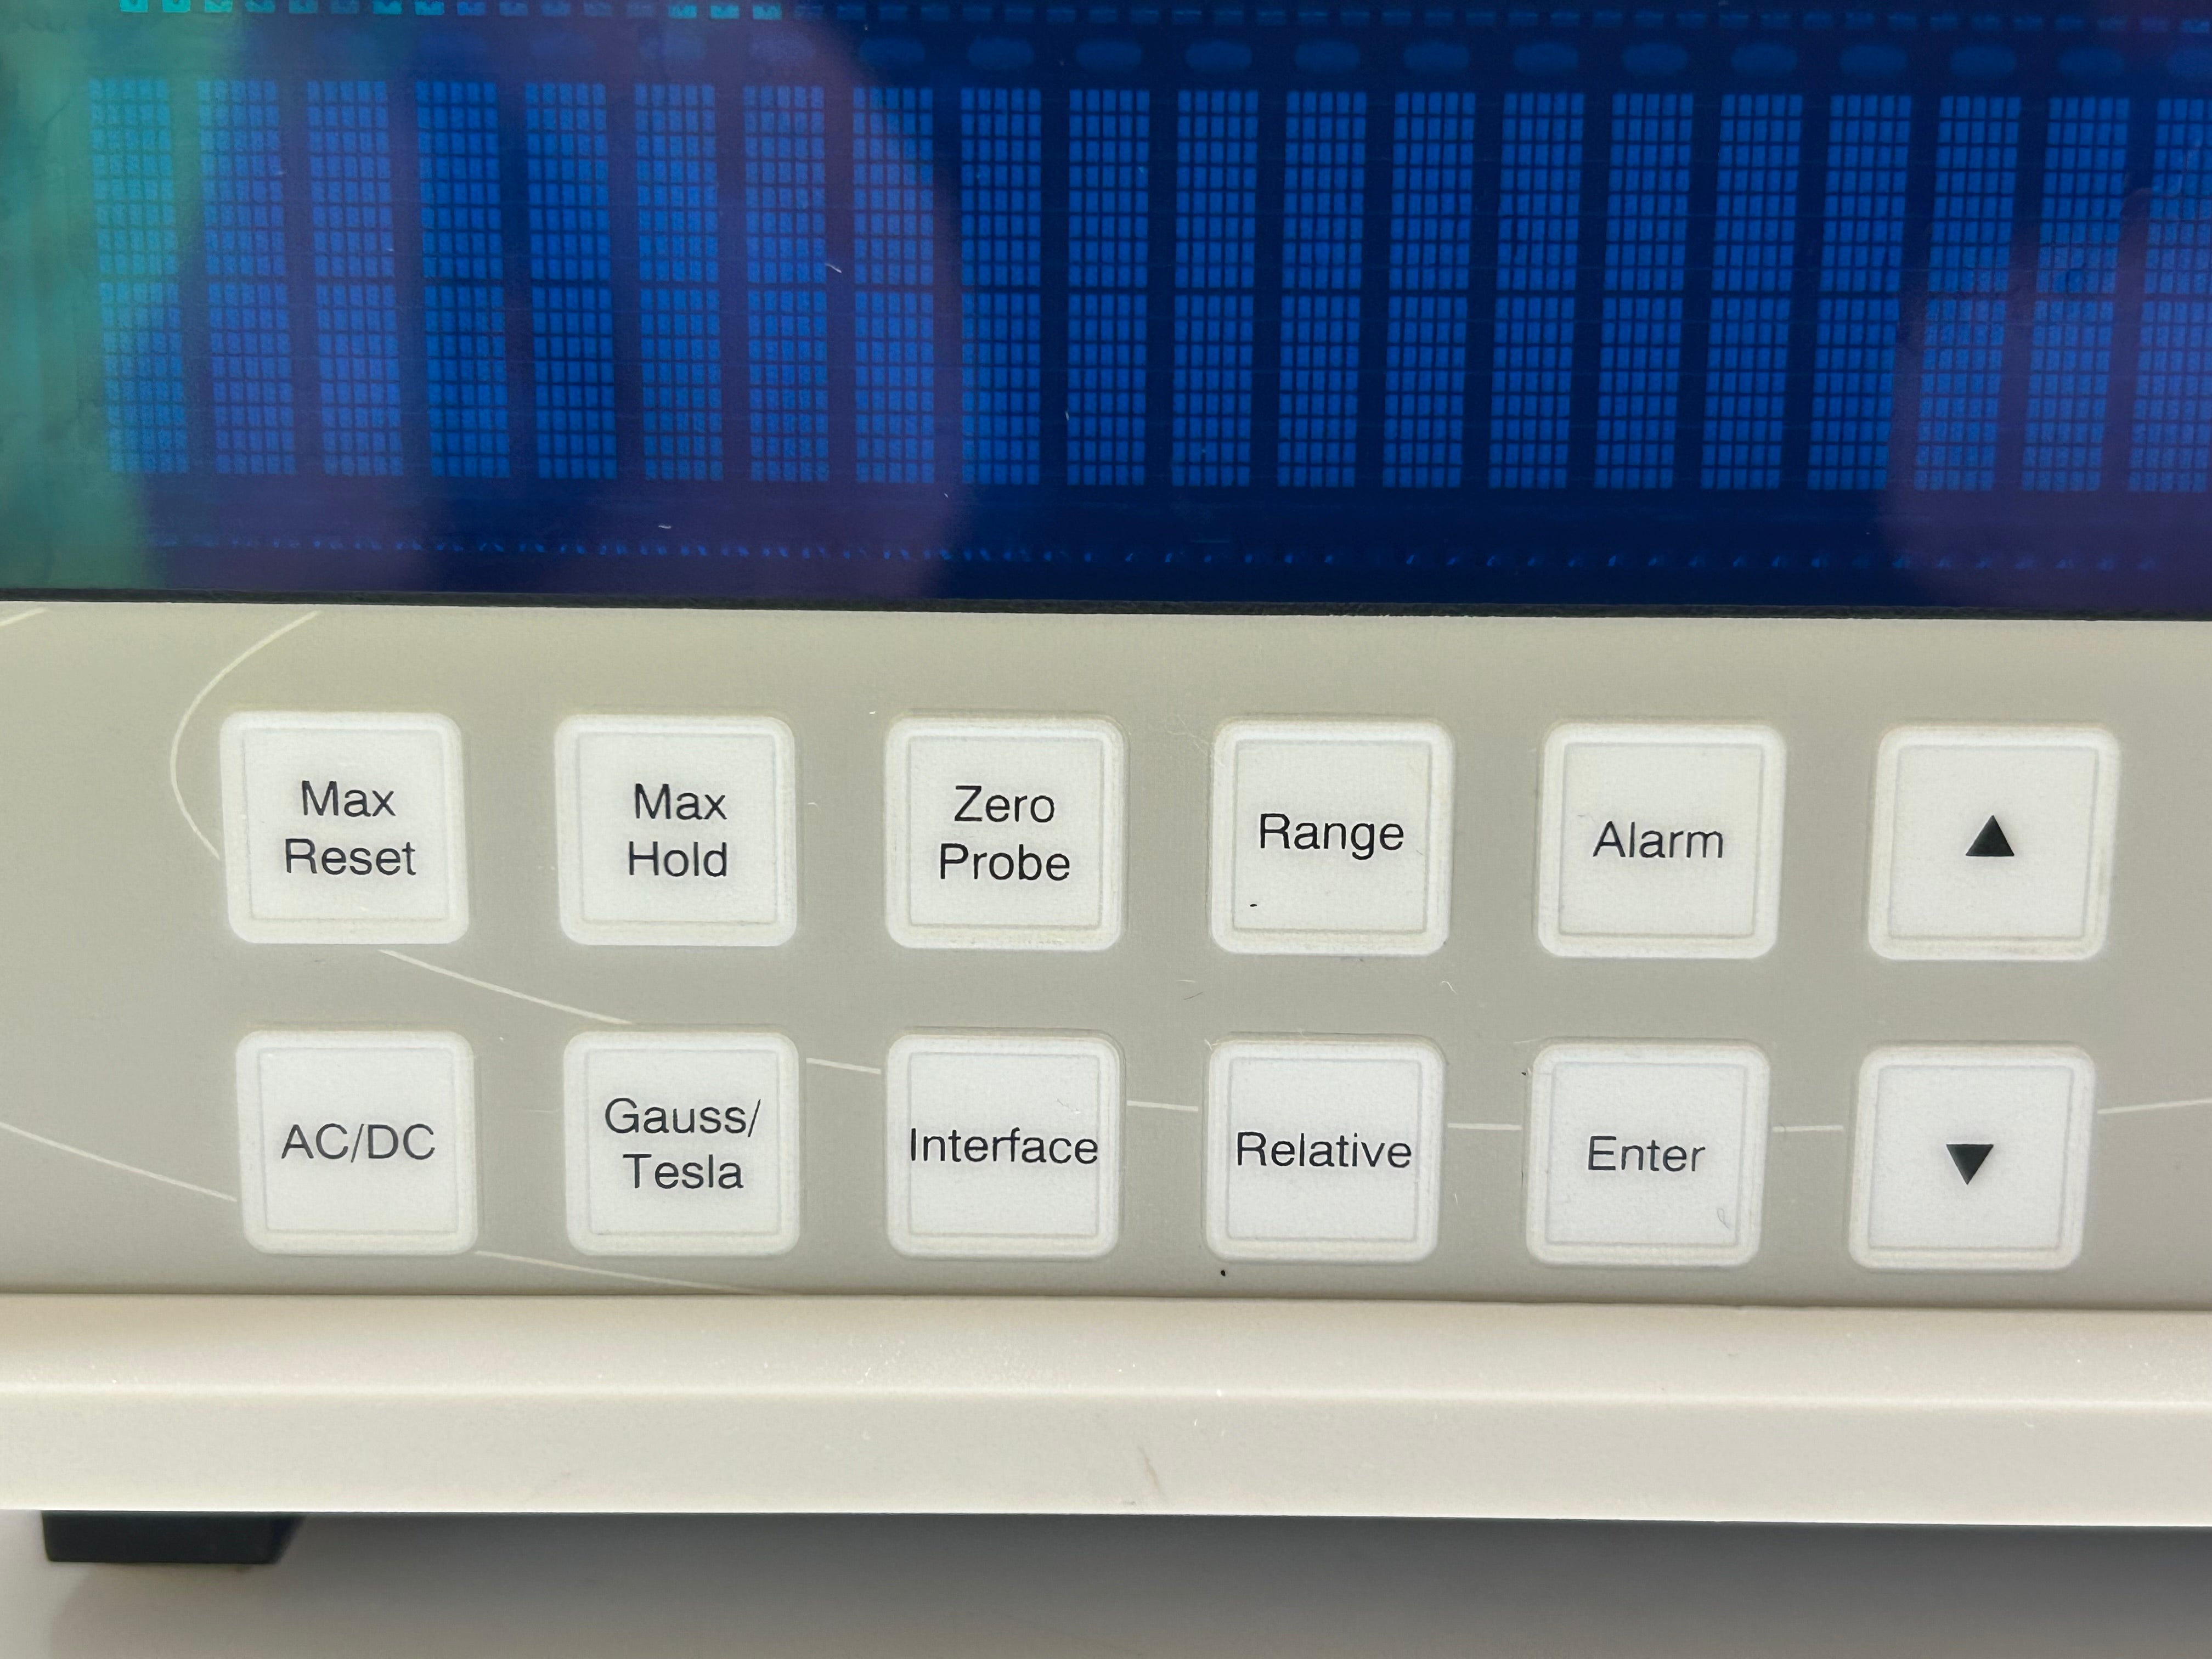 Max
Reset
Max
Hold
Zero
Probe
Range
Alarm
▲
AC/DC
Gauss/
Tesla
Interface
Relative
Enter
▼